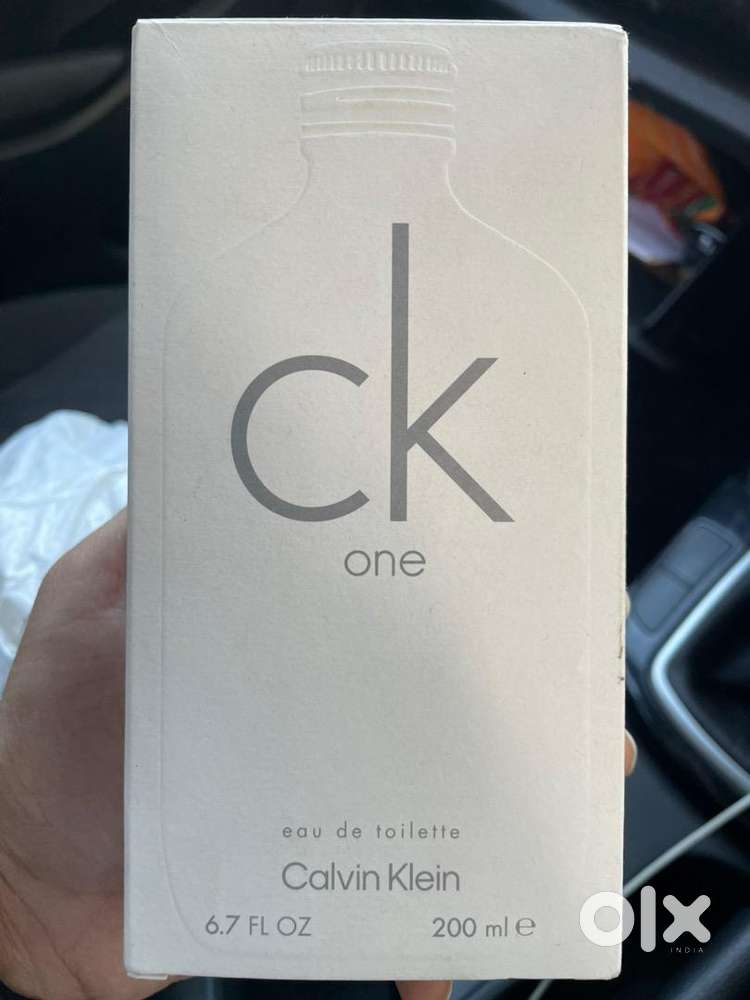 ck
one
eau de toilette
Calvin Klein
6.7 FL OZ 200 ml e
olx
INDIA